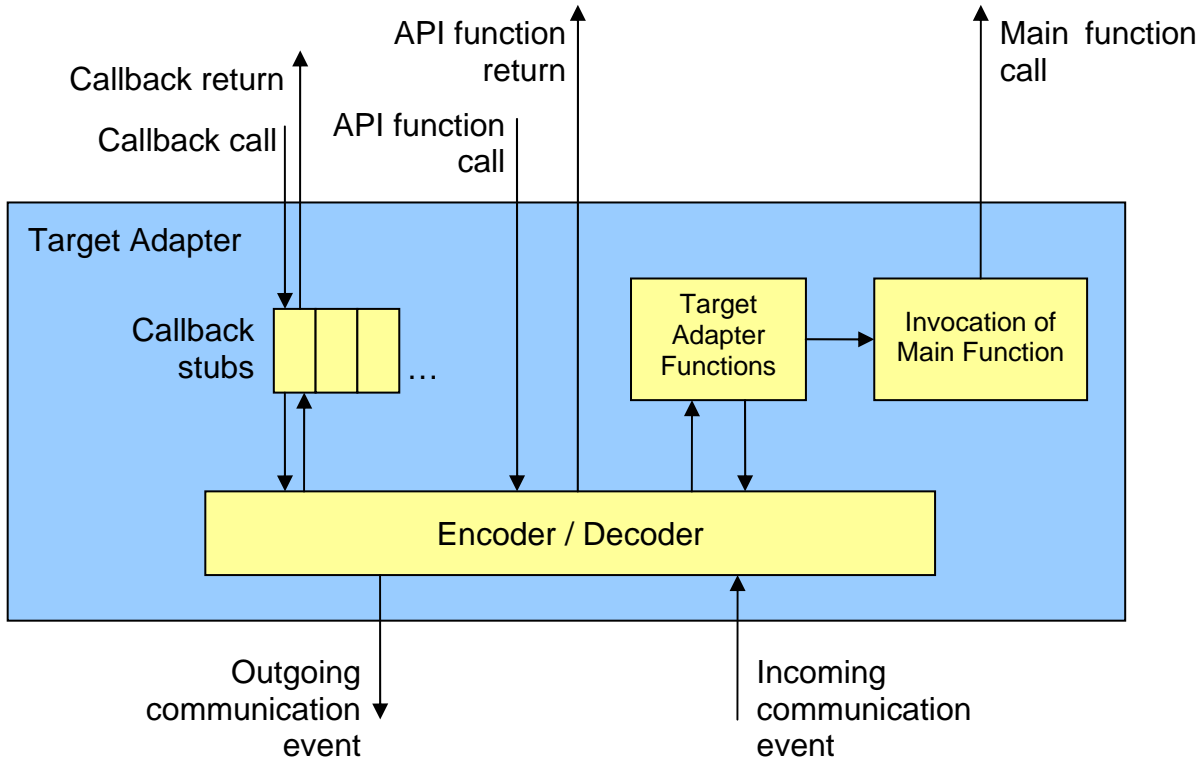 API function
return
Main function
call
Callback return
Callback call
API function
call
Target Adapter
Callback
stubs
...
Target
Adapter
Functions
Invocation of
Main Function
Encoder / Decoder
Outgoing
communication
event
Incoming
communication
event